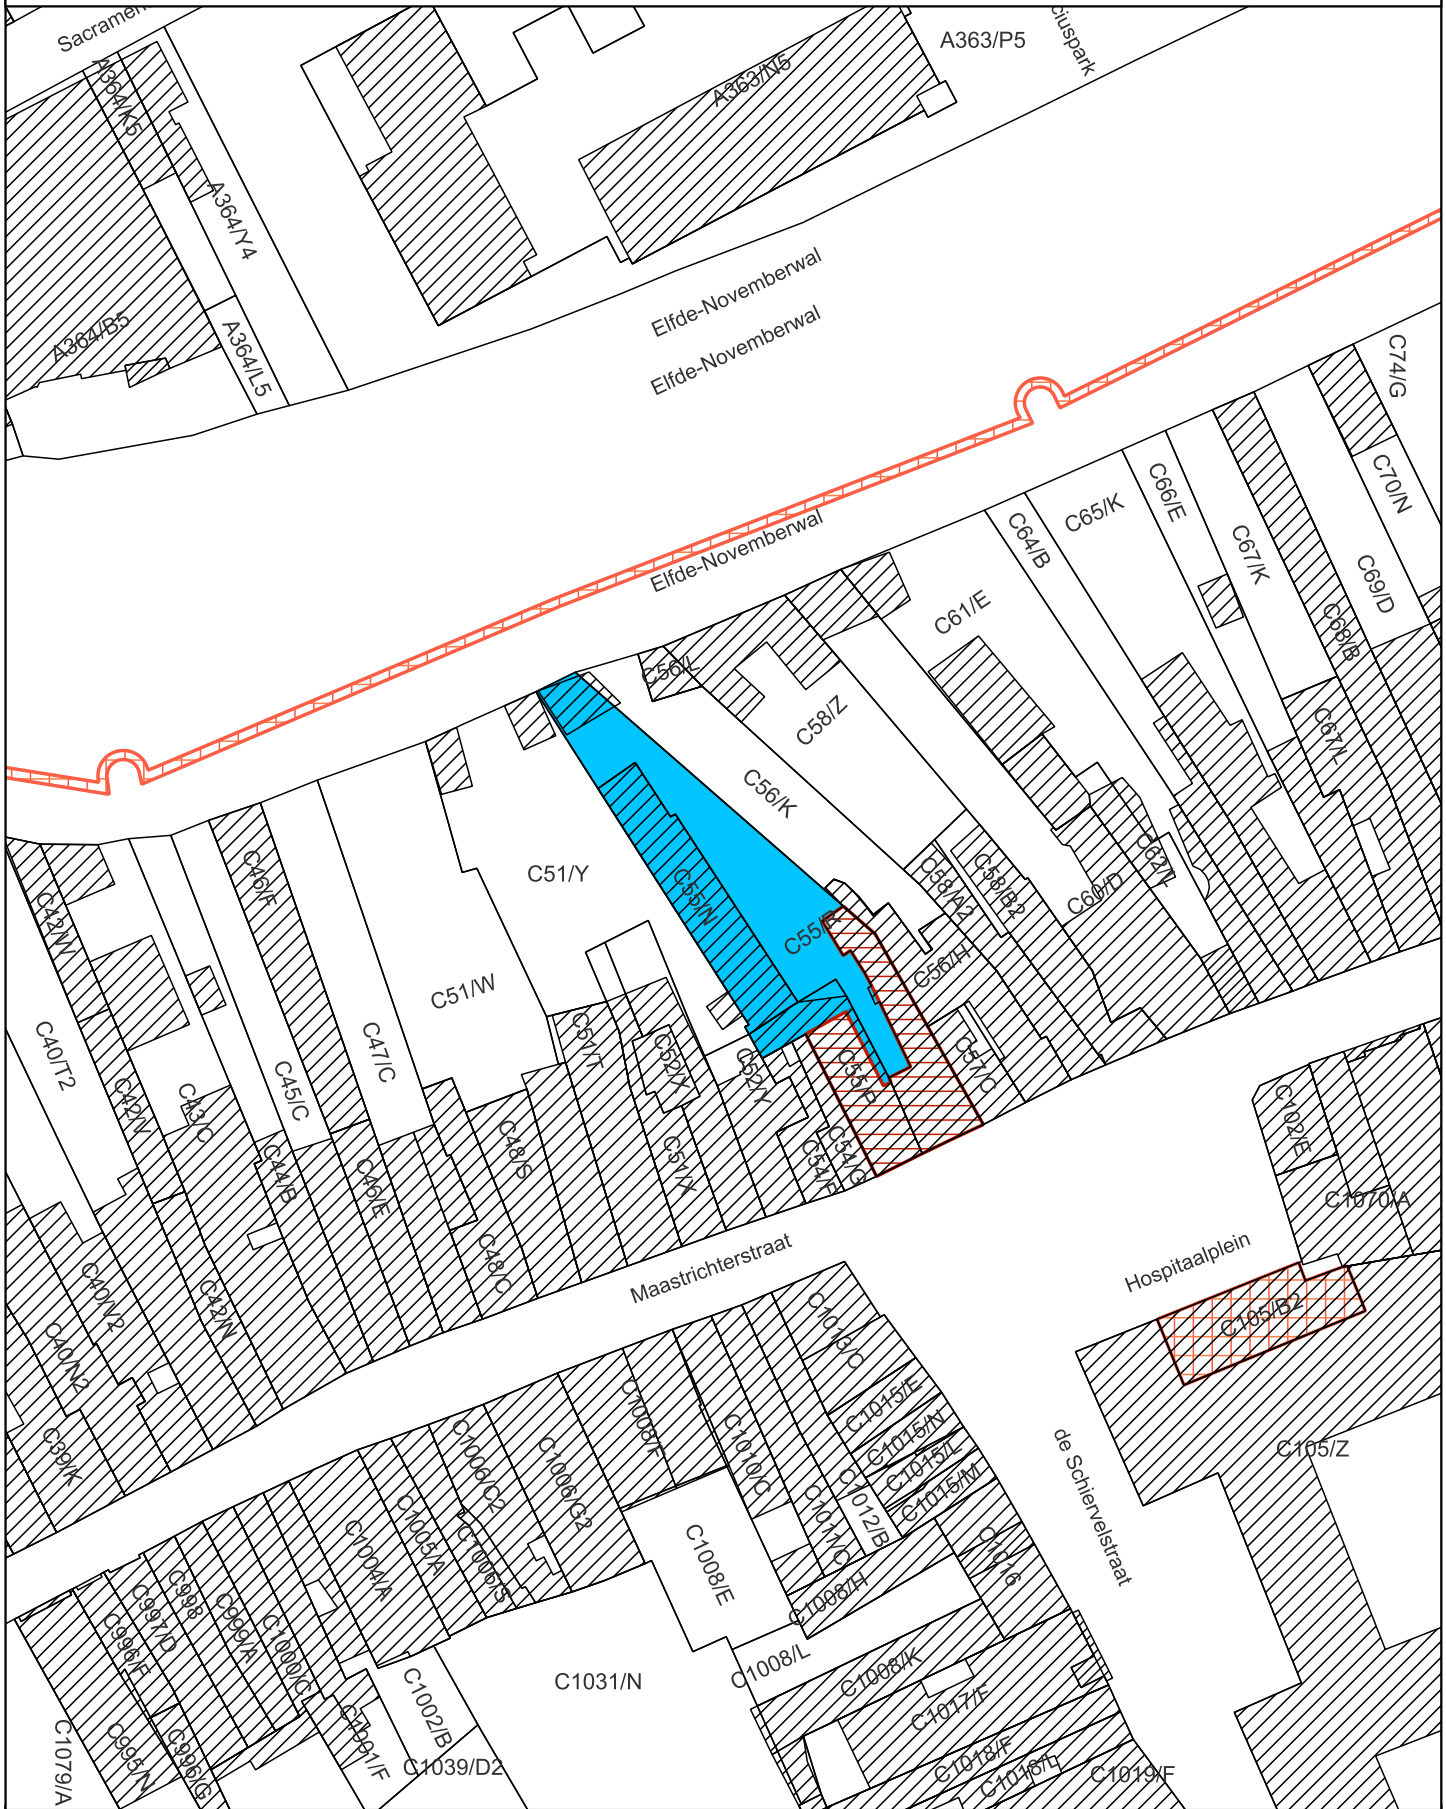 A363/P5
A363/N5
A364/K5
A364/Y4
A364/B5
A364/L5
Elfde-Novemberwal
Elfde-Novemberwal
Elfde-Novemberwal
C74/G
C70/N
C69/D
C68/B
C67/K
C67/L
C66/E
C65/K
C64/B
C61/E
C62/L
C60/D
C58/Z
C58/A2
C58/B2
C56/L
C56/K
C56/H
C57/C
C55/N
C55/R
C55/P
C54/G
C51/Y
C51/W
C51/T
C51/X
C52/X
C52/Y
C48/S
C48/C
C47/C
C46/F
C46/E
C45/C
C44/B
C43/C
C42/W
C42/V
C42/N
C40/T2
C40/V2
C40/N2
C39/K
Maastrichterstraat
Hospitaalplein
de Schiervelstraat
C102/E
C1070/A
C105/B2
C105/Z
C1013/C
C1015/E
C1015/N
C1015/L
C1015/M
C1012/B
C1011/C
C1010/C
C1016
C1008/F
C1008/E
C1008/H
C1008/L
C1008/K
C1006/G2
C1006/C2
C1006/S
C1005/A
C1004/A
C1000/C
C999/A
C998
C997/D
C996/F
C996/G
C995/N
C1079/A
C1001/F
C1002/B
C1039/D2
C1031/N
C1017/F
C1018/F
C1018/L
C1019/F